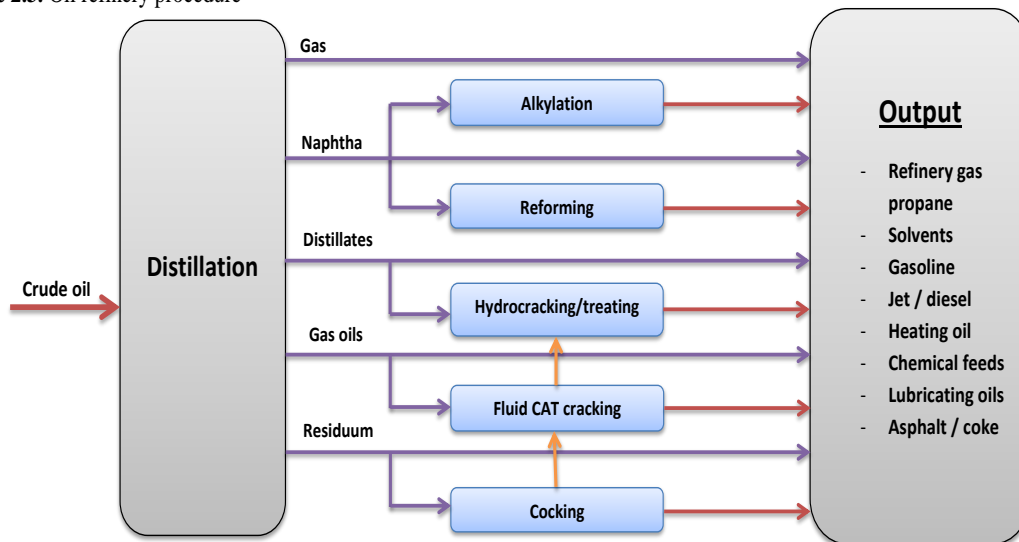 2.3. Oil refinery procedure
Gas
Alkylation
Output
Naphtha
- Refinery gas
propane
Reforming
- Solvents
Distillates
Distillation
- Gasoline
Crude oil
Hydrocracking/treating
- Jet / diesel
Gas oils
- Heating oil
- Chemical feeds
Fluid CAT cracking
- Lubricating oils
Residuum
- Asphalt / coke
Cocking